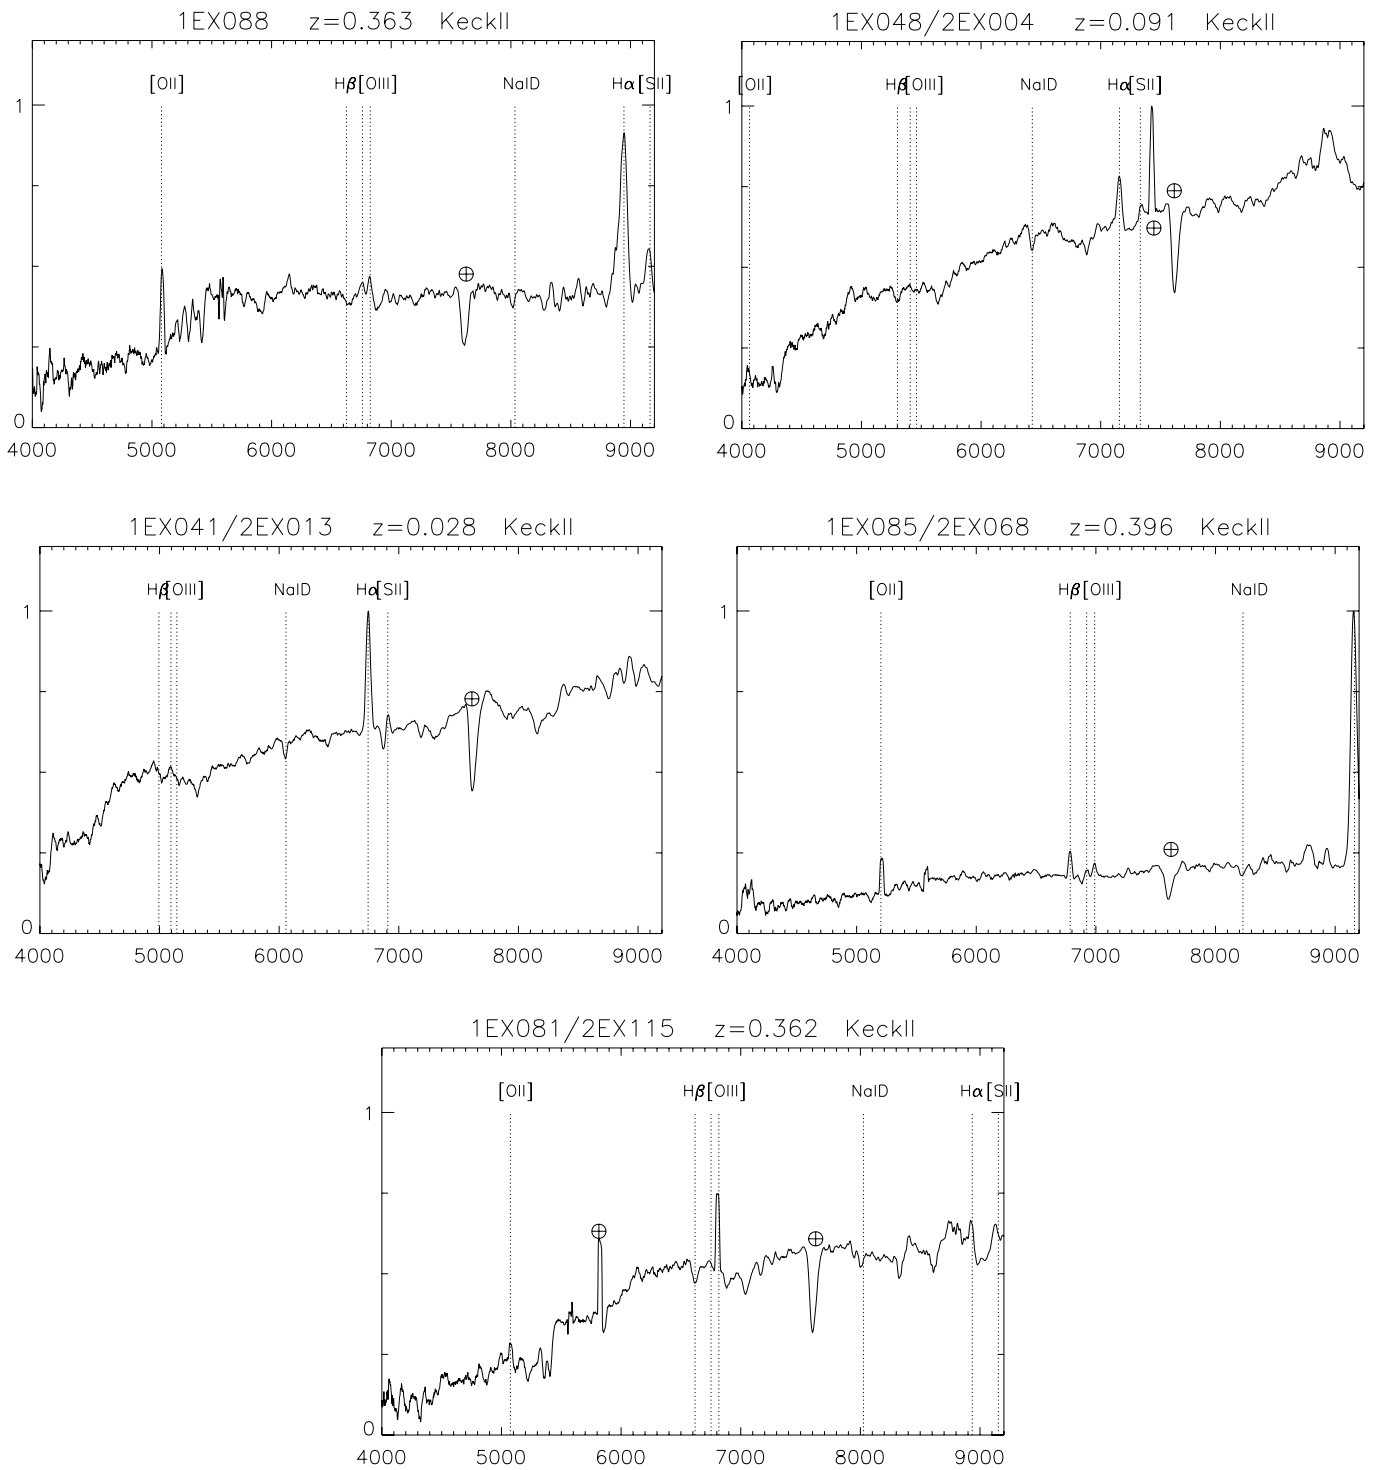 1EX088 z=0.363 KeckII
[OII] Hβ[OIII] NaID Hα[SII]
1
0
4000 5000 6000 7000 8000 9000
1EX048/2EX004 z=0.091 KeckII
[OII] Hβ[OIII] NaID Hα[SII]
1
0
4000 5000 6000 7000 8000 9000
1EX041/2EX013 z=0.028 KeckII
Hβ[OIII] NaID Hα[SII]
1
0
4000 5000 6000 7000 8000 9000
1EX085/2EX068 z=0.396 KeckII
[OII] Hβ[OIII] NaID
1
0
4000 5000 6000 7000 8000 9000
1EX081/2EX115 z=0.362 KeckII
[OII] Hβ[OIII] NaID Hα[SII]
1
0
4000 5000 6000 7000 8000 9000